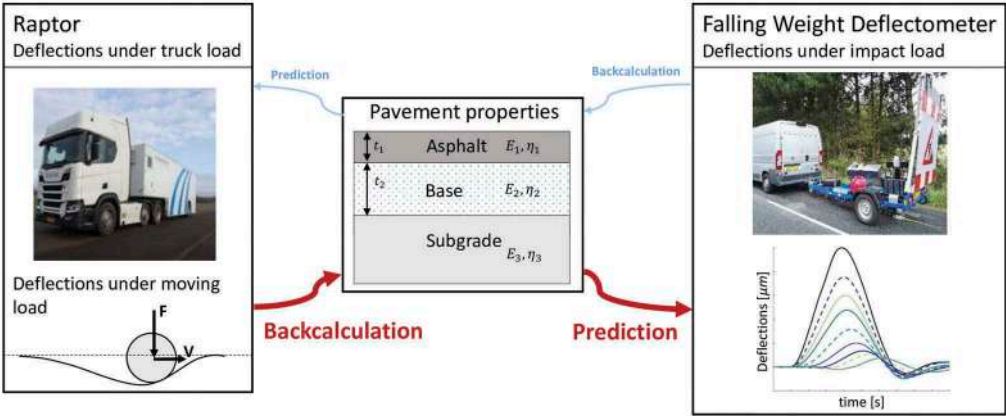 Raptor
Deflections under truck load
Deflections under moving
load
F
V
Prediction
Backcalculation
Pavement properties
t₁
Asphalt E₁, η₁
t₂
Base E₂, η₂
Subgrade
E₃, η₃
Backcalculation
Prediction
Falling Weight Deflectometer
Deflections under impact load
Deflections [μm]
time [s]